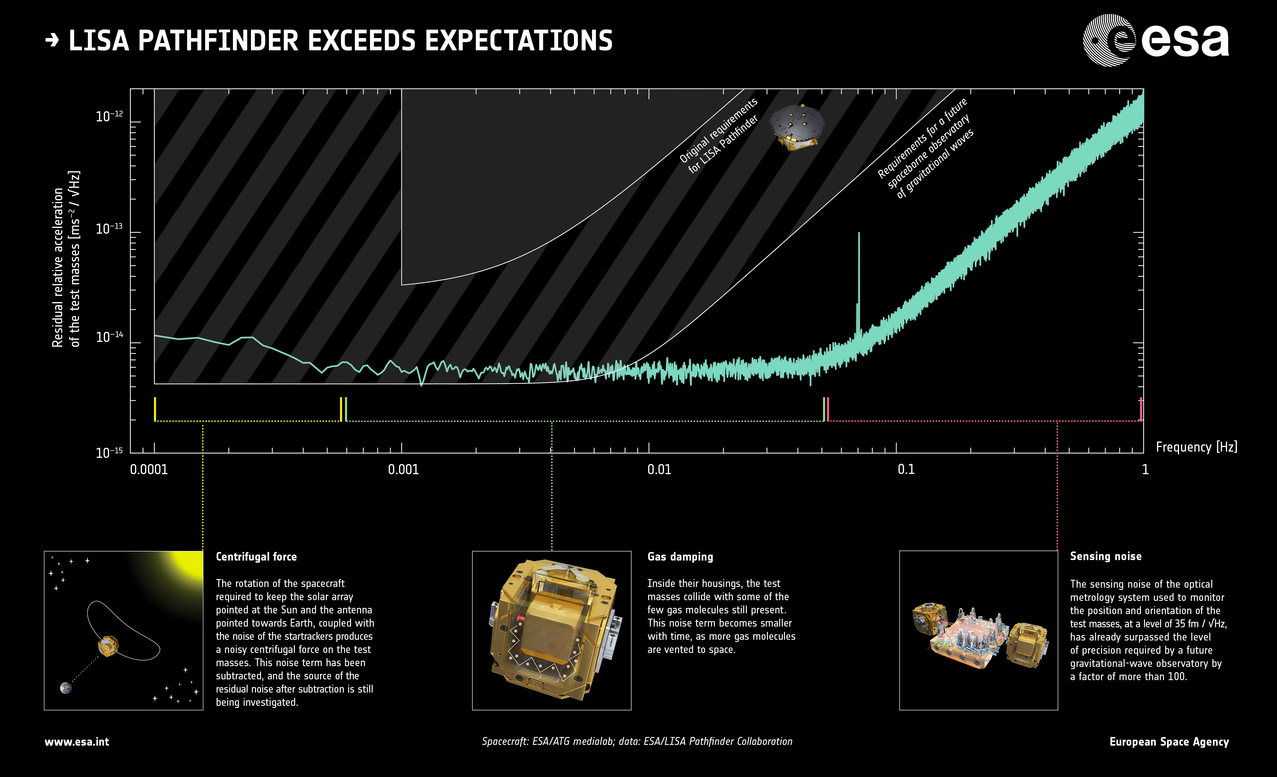 → LISA PATHFINDER EXCEEDS EXPECTATIONS
esa
10⁻¹²
10⁻¹³
10⁻¹⁴
10⁻¹⁵
Residual relative acceleration
of the test masses [ms⁻² / √Hz]
Original requirements
for LISA Pathfinder
Requirements for a future
spaceborne observatory
of gravitational waves
0.0001
0.001
0.01
0.1
1
Frequency [Hz]
Centrifugal force
The rotation of the spacecraft
required to keep the solar array
pointed at the Sun and the antenna
pointed towards Earth, coupled with
the noise of the startrackers produces
a noisy centrifugal force on the test
masses. This noise term has been
subtracted, and the source of the
residual noise after subtraction is still
being investigated.
Gas damping
Inside their housings, the test
masses collide with some of the
few gas molecules still present.
This noise term becomes smaller
with time, as more gas molecules
are vented to space.
Sensing noise
The sensing noise of the optical
metrology system used to monitor
the position and orientation of the
test masses, at a level of 35 fm / √Hz,
has already surpassed the level
of precision required by a future
gravitational-wave observatory by
a factor of more than 100.
www.esa.int
Spacecraft: ESA/ATG medialab; data: ESA/LISA Pathfinder Collaboration
European Space Agency